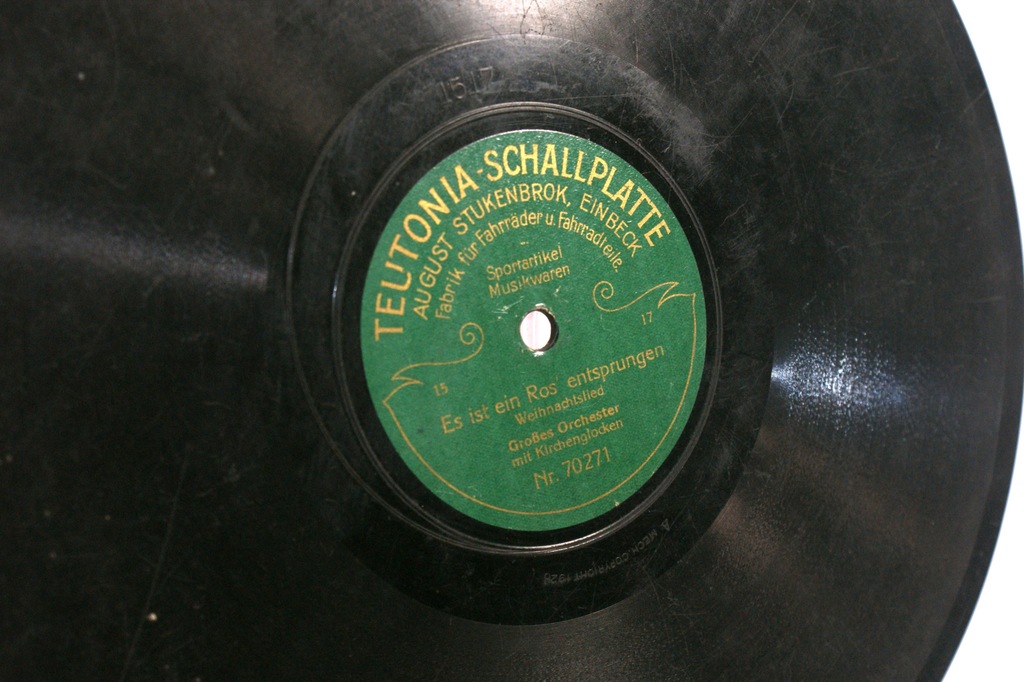 1517
TEUTONIA-SCHALLPLATTE
AUGUST STUKENBROK, EINBECK
Fabrik für Fahrräder u. Fahrradteile.
Sportartikel
Musikwaren
15
17
Es ist ein Ros' entsprungen
Weihnachtslied
Großes Orchester
mit Kirchenglocken
Nr. 70271
MECH. COPYRIGHT